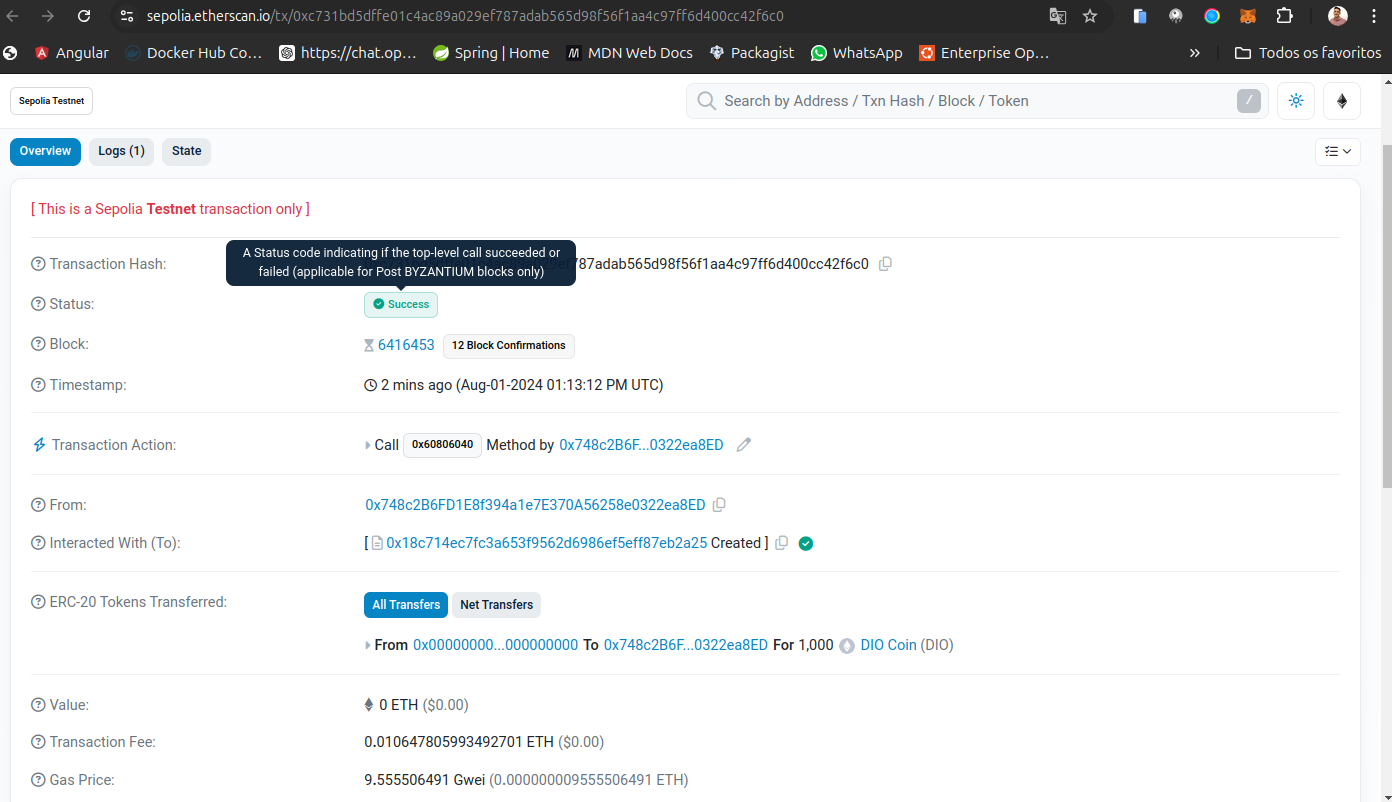 sepolia.etherscan.io/tx/0xc731bd5dffe01c4ac89a029ef787adab565d98f56f1aa4c97ff6d400cc42f6c0
Angular Docker Hub Co… https://chat.op… Spring | Home MDN Web Docs Packagist WhatsApp Enterprise Op… » Todos os favoritos
Sepolia Testnet Search by Address / Txn Hash / Block / Token /
Overview Logs (1) State
[ This is a Sepolia Testnet transaction only ]
A Status code indicating if the top-level call succeeded or
failed (applicable for Post BYZANTIUM blocks only)
Transaction Hash: 787adab565d98f56f1aa4c97ff6d400cc42f6c0
Status: Success
Block: 6416453 12 Block Confirmations
Timestamp: 2 mins ago (Aug-01-2024 01:13:12 PM UTC)
Transaction Action: Call 0x60806040 Method by 0x748c2B6F...0322ea8ED
From: 0x748c2B6FD1E8f394a1e7E370A56258e0322ea8ED
Interacted With (To): [ 0x18c714ec7fc3a653f9562d6986ef5eff87eb2a25 Created ]
ERC-20 Tokens Transferred: All Transfers Net Transfers
From 0x00000000...000000000 To 0x748c2B6F...0322ea8ED For 1,000 DIO Coin (DIO)
Value: 0 ETH ($0.00)
Transaction Fee: 0.010647805993492701 ETH ($0.00)
Gas Price: 9.555506491 Gwei (0.000000009555506491 ETH)